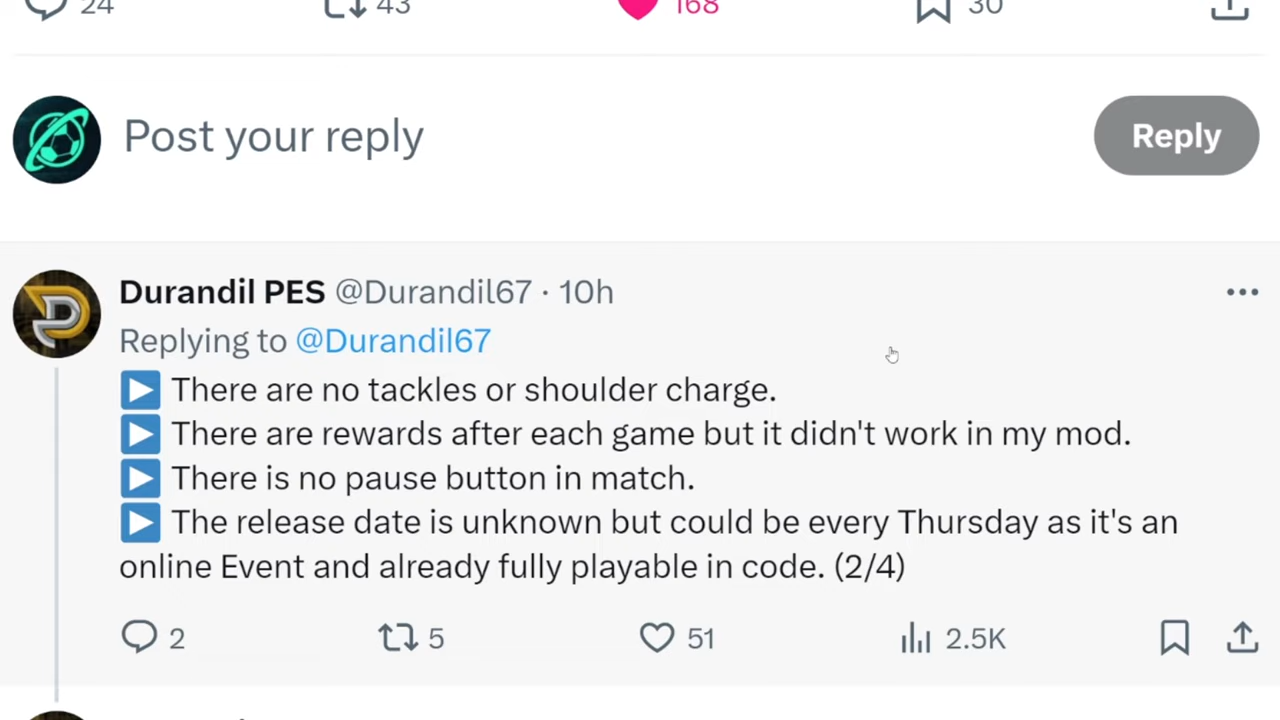 24 43 168 30
Post your reply
Reply
Durandil PES @Durandil67 · 10h
Replying to @Durandil67
▶ There are no tackles or shoulder charge.
▶ There are rewards after each game but it didn't work in my mod.
▶ There is no pause button in match.
▶ The release date is unknown but could be every Thursday as it's an
online Event and already fully playable in code. (2/4)
2 5 51 2.5K